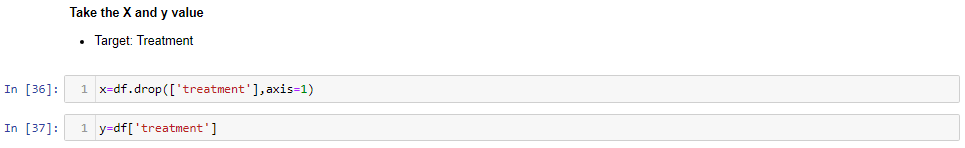 Take the X and y value
• Target: Treatment
In [36]: 1 x=df.drop(['treatment'],axis=1)
In [37]: 1 y=df['treatment']